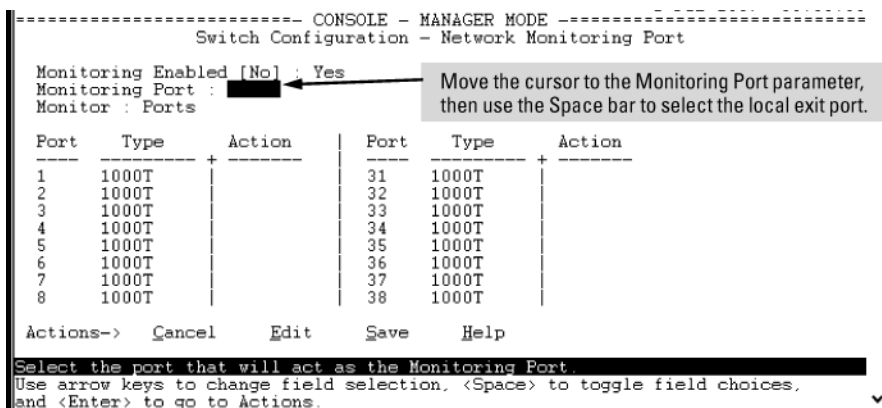 ==========================- CONSOLE - MANAGER MODE -============================
Switch Configuration - Network Monitoring Port
Monitoring Enabled [No] : Yes
Monitoring Port :
Monitor : Ports
Move the cursor to the Monitoring Port parameter,
then use the Space bar to select the local exit port.
Port Type Action | Port Type Action
---- --------- + ------- | ---- --------- + -------
1 1000T | | 31 1000T |
2 1000T | | 32 1000T |
3 1000T | | 33 1000T |
4 1000T | | 34 1000T |
5 1000T | | 35 1000T |
6 1000T | | 36 1000T |
7 1000T | | 37 1000T |
8 1000T | | 38 1000T |
Actions-> Cancel Edit Save Help
Select the port that will act as the Monitoring Port.
Use arrow keys to change field selection, <Space> to toggle field choices,
and <Enter> to go to Actions.